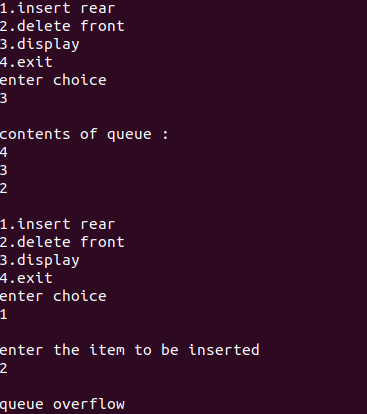 1.insert rear
2.delete front
3.display
4.exit
enter choice
3
contents of queue :
4
3
2
1.insert rear
2.delete front
3.display
4.exit
enter choice
1
enter the item to be inserted
2
queue overflow